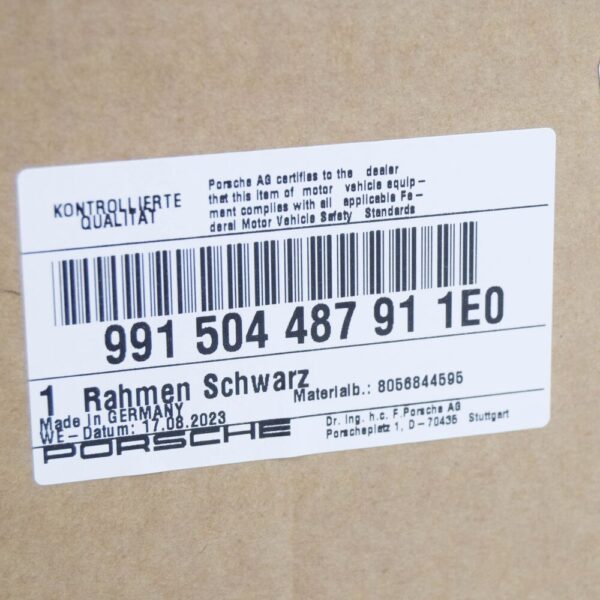 KONTROLLIERTE
QUALITÄT
Porsche AG certifies to the dealer
that this item of motor vehicle equip-
ment complies with all applicable Fe-
deral Motor Vehicle Safety Standards
991 504 487 91 1E0
1 Rahmen Schwarz
Materialb.: 8056844595
Made in GERMANY
WE-Datum: 17.08.2023
PORSCHE
Dr. Ing. h.c. F.Porsche AG
Porscheplatz 1, D-70435 Stuttgart